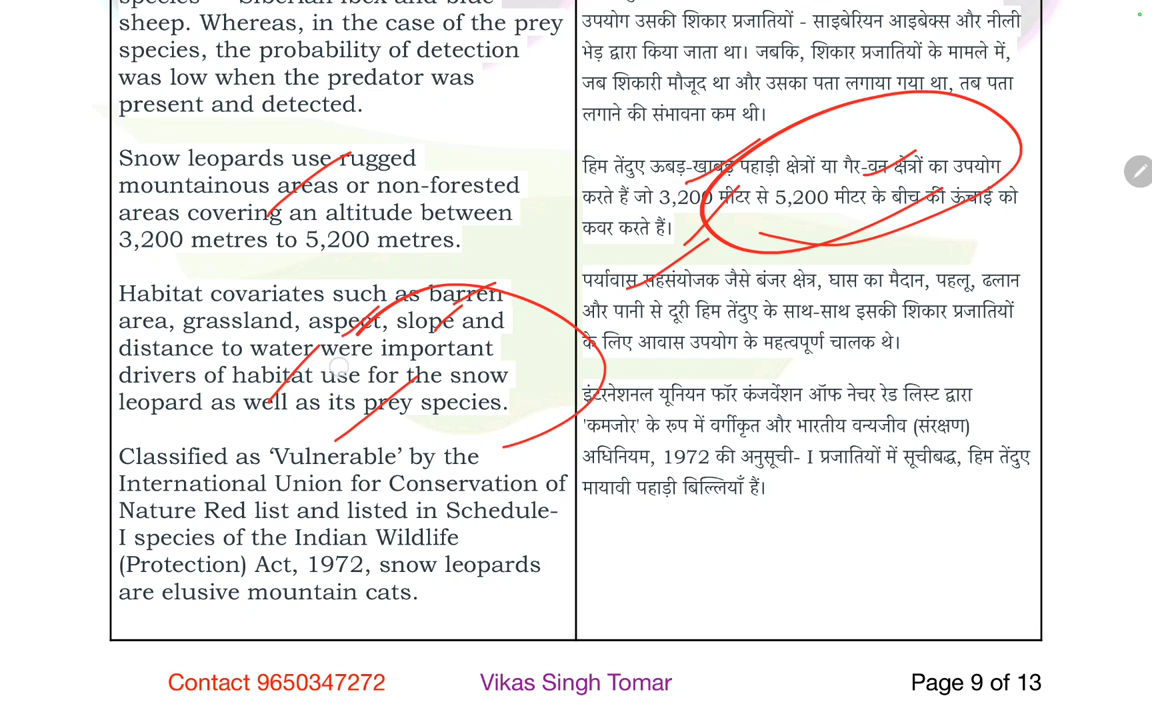 sheep. Whereas, in the case of the prey
species, the probability of detection
was low when the predator was
present and detected.
Snow leopards use rugged
mountainous areas or non-forested
areas covering an altitude between
3,200 metres to 5,200 metres.
Habitat covariates such as barren
area, grassland, aspect, slope and
distance to water were important
drivers of habitat use for the snow
leopard as well as its prey species.
Classified as ‘Vulnerable’ by the
International Union for Conservation of
Nature Red list and listed in Schedule-
I species of the Indian Wildlife
(Protection) Act, 1972, snow leopards
are elusive mountain cats.
उपयोग उसकी शिकार प्रजातियों - साइबेरियन आइबेक्स और नीली
भेड़ द्वारा किया जाता था। जबकि, शिकार प्रजातियों के मामले में,
जब शिकारी मौजूद था और उसका पता लगाया गया था, तब पता
लगाने की संभावना कम थी।
हिम तेंदुए ऊबड़-खाबड़ पहाड़ी क्षेत्रों या गैर-वन क्षेत्रों का उपयोग
करते हैं जो 3,200 मीटर से 5,200 मीटर के बीच की ऊंचाई को
कवर करते हैं।
पर्यावास सहसंयोजक जैसे बंजर क्षेत्र, घास का मैदान, पहलू, ढलान
और पानी से दूरी हिम तेंदुए के साथ-साथ इसकी शिकार प्रजातियों
के लिए आवास उपयोग के महत्वपूर्ण चालक थे।
इंटरनेशनल यूनियन फॉर कंजर्वेशन ऑफ नेचर रेड लिस्ट द्वारा
'कमजोर' के रूप में वर्गीकृत और भारतीय वन्यजीव (संरक्षण)
अधिनियम, 1972 की अनुसूची- I प्रजातियों में सूचीबद्ध, हिम तेंदुए
मायावी पहाड़ी बिल्लियाँ हैं।
Contact 9650347272 Vikas Singh Tomar Page 9 of 13